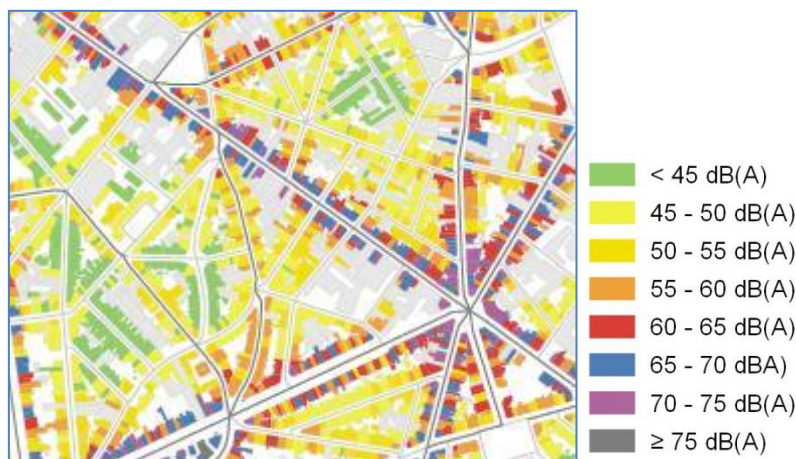 < 45 dB(A)
45 - 50 dB(A)
50 - 55 dB(A)
55 - 60 dB(A)
60 - 65 dB(A)
65 - 70 dBA)
70 - 75 dB(A)
≥ 75 dB(A)